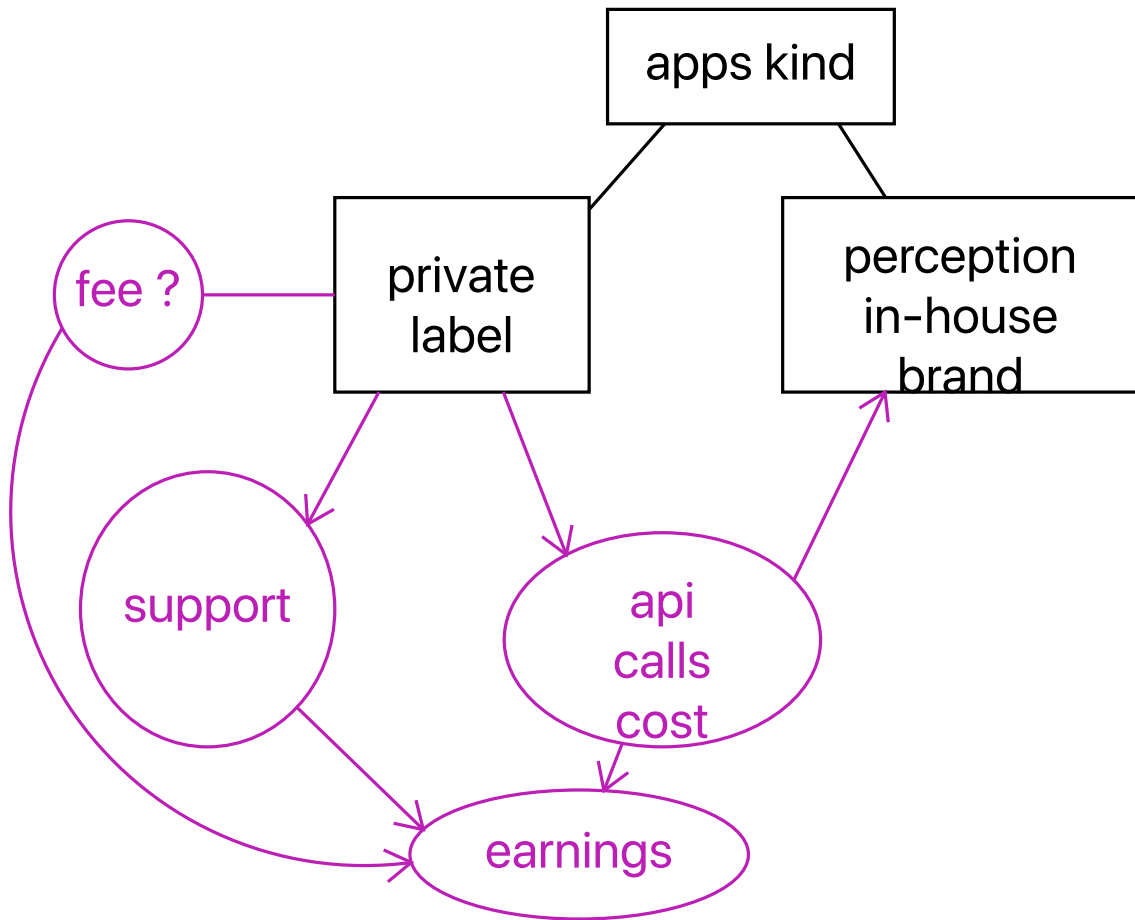 apps kind
private
label
perception
in-house
brand
fee ?
support
api
calls
cost
earnings